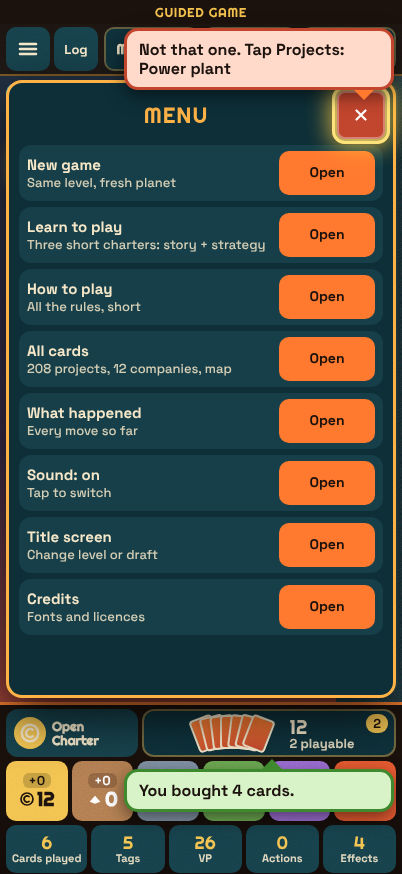 GUIDED GAME
Log
Not that one. Tap Projects:
Power plant
MENU
×
New game
Same level, fresh planet
Open
Learn to play
Three short charters: story + strategy
Open
How to play
All the rules, short
Open
All cards
208 projects, 12 companies, map
Open
What happened
Every move so far
Open
Sound: on
Tap to switch
Open
Title screen
Change level or draft
Open
Credits
Fonts and licences
Open
© Open
Charter
12
2 playable
2
+0
© 12
+0
0
You bought 4 cards.
6
Cards played
5
Tags
26
VP
0
Actions
4
Effects